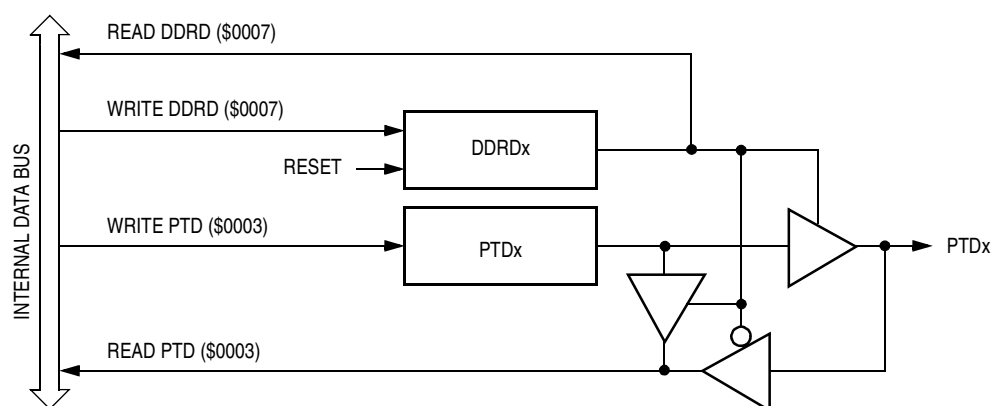 READ DDRD ($0007)
WRITE DDRD ($0007)
DDRDx
RESET
INTERNAL DATA BUS
WRITE PTD ($0003)
PTDx
PTDx
READ PTD ($0003)